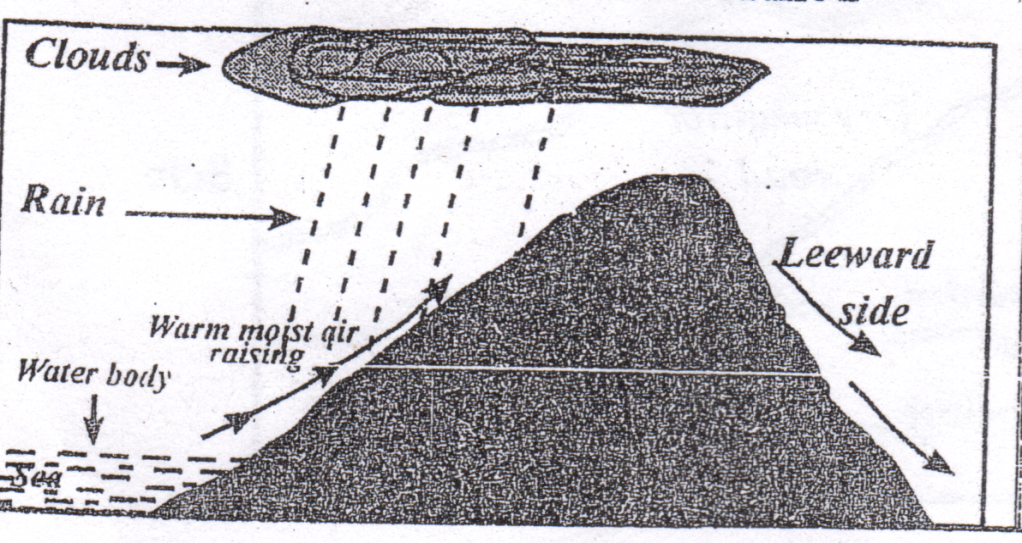 Clouds
Rain
Leeward
side
Warm moist air
raising
Water body
Sea